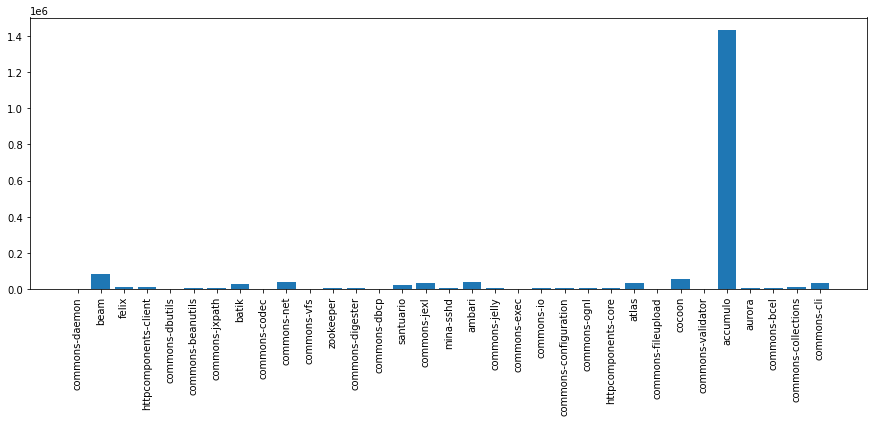 1e6
1.4
1.2
1.0
0.8
0.6
0.4
0.2
0.0
commons-daemon
beam
felix
httpcomponents-client
commons-dbutils
commons-beanutils
commons-jxpath
batik
commons-codec
commons-net
commons-vfs
zookeeper
commons-digester
commons-dbcp
santuario
commons-jexl
mina-sshd
ambari
commons-jelly
commons-exec
commons-io
commons-configuration
commons-ognl
httpcomponents-core
atlas
commons-fileupload
cocoon
commons-validator
accumulo
aurora
commons-bcel
commons-collections
commons-cli